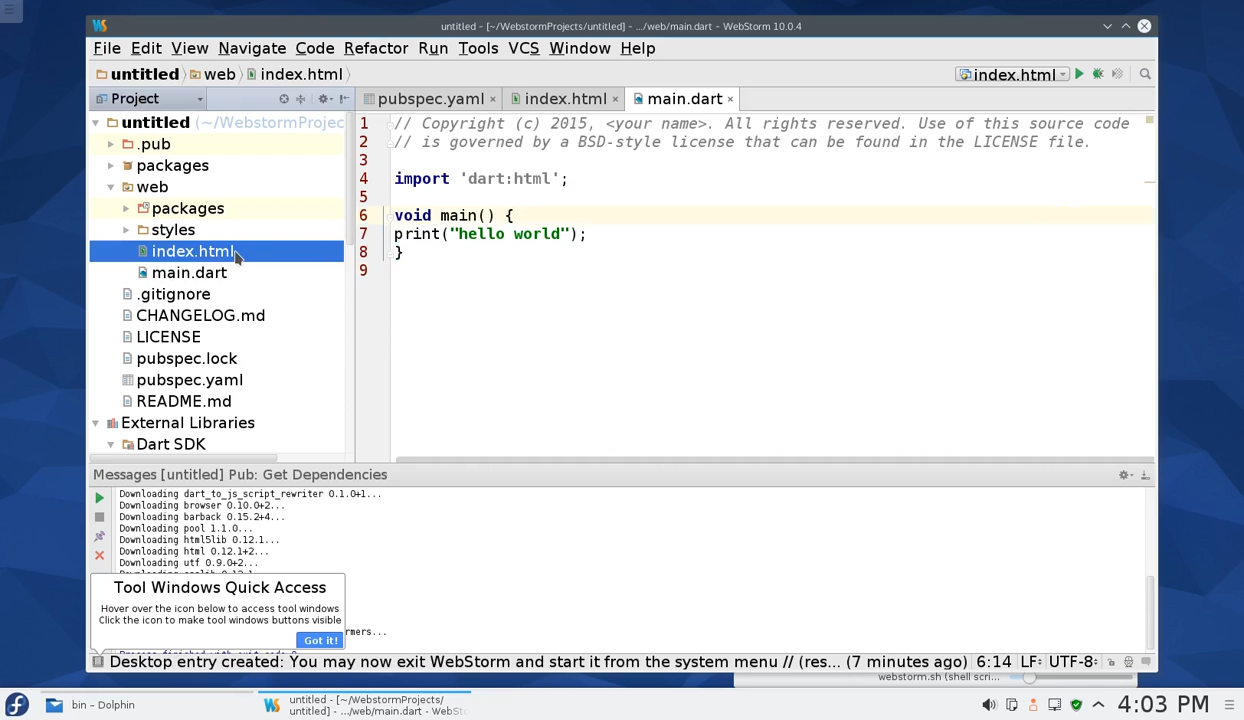 untitled - [~/WebstormProjects/untitled] - .../web/main.dart - WebStorm 10.0.4
File Edit View Navigate Code Refactor Run Tools VCS Window Help
untitled web index.html index.html
Project pubspec.yaml index.html main.dart
untitled (~/WebstormProjec
.pub
packages
web
packages
styles
index.html
main.dart
.gitignore
CHANGELOG.md
LICENSE
pubspec.lock
pubspec.yaml
README.md
External Libraries
Dart SDK
1 // Copyright (c) 2015, <your name>. All rights reserved. Use of this source code
2 // is governed by a BSD-style license that can be found in the LICENSE file.
3
4 import 'dart:html';
5
6 void main() {
7 print("hello world");
8 }
9
Messages [untitled] Pub: Get Dependencies
Downloading dart_to_js_script_rewriter 0.1.0+1...
Downloading browser 0.10.0+2...
Downloading barback 0.15.2+4...
Downloading pool 1.1.0...
Downloading html5lib 0.12.1...
Downloading html 0.12.1+2...
Downloading utf 0.9.0+2...
Tool Windows Quick Access
Hover over the icon below to access tool windows
Click the icon to make tool windows buttons visible
Got it!
rmers...
Desktop entry created: You may now exit WebStorm and start it from the system menu // (res... (7 minutes ago) 6:14 LF÷ UTF-8÷
webstorm.sh (shell scri...
bin - Dolphin
untitled - [~/WebstormProjects/
untitled] - .../web/main.dart - WebSt
4:03 PM